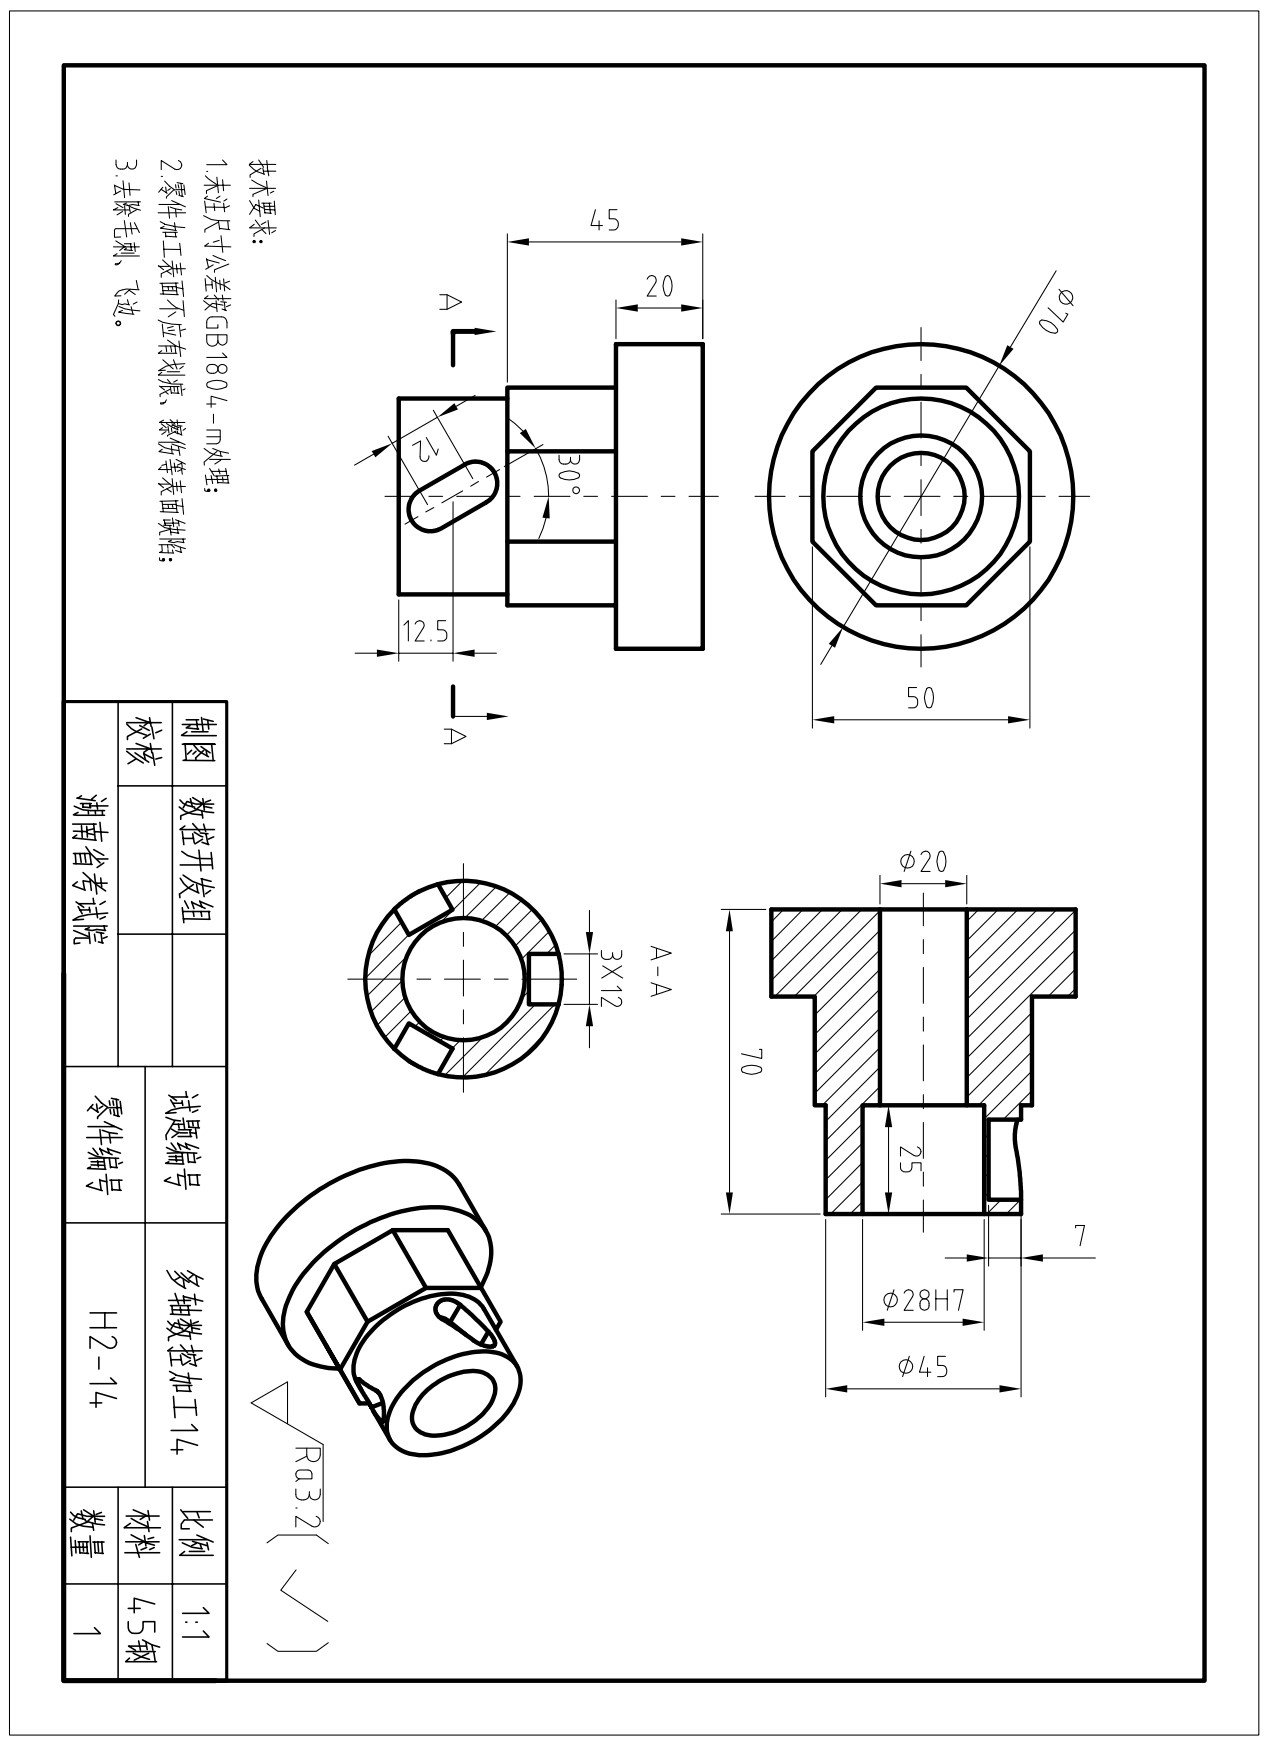 Ø70
50
45
20
A
12
30°
12.5
A
Ø20
70
25
7
Ø28H7
Ø45
A-A
3X12
技术要求:
1.未注尺寸公差按GB1804-m处理;
2.零件加工表面不应有划痕、擦伤等表面缺陷;
3.去除毛刺、飞边。
Ra3.2( )
制图 数控开发组 试题编号 多轴数控加工14 比例 1:1
校核 材料 45钢
零件编号 H2-14
湖南省考试院 数量 1